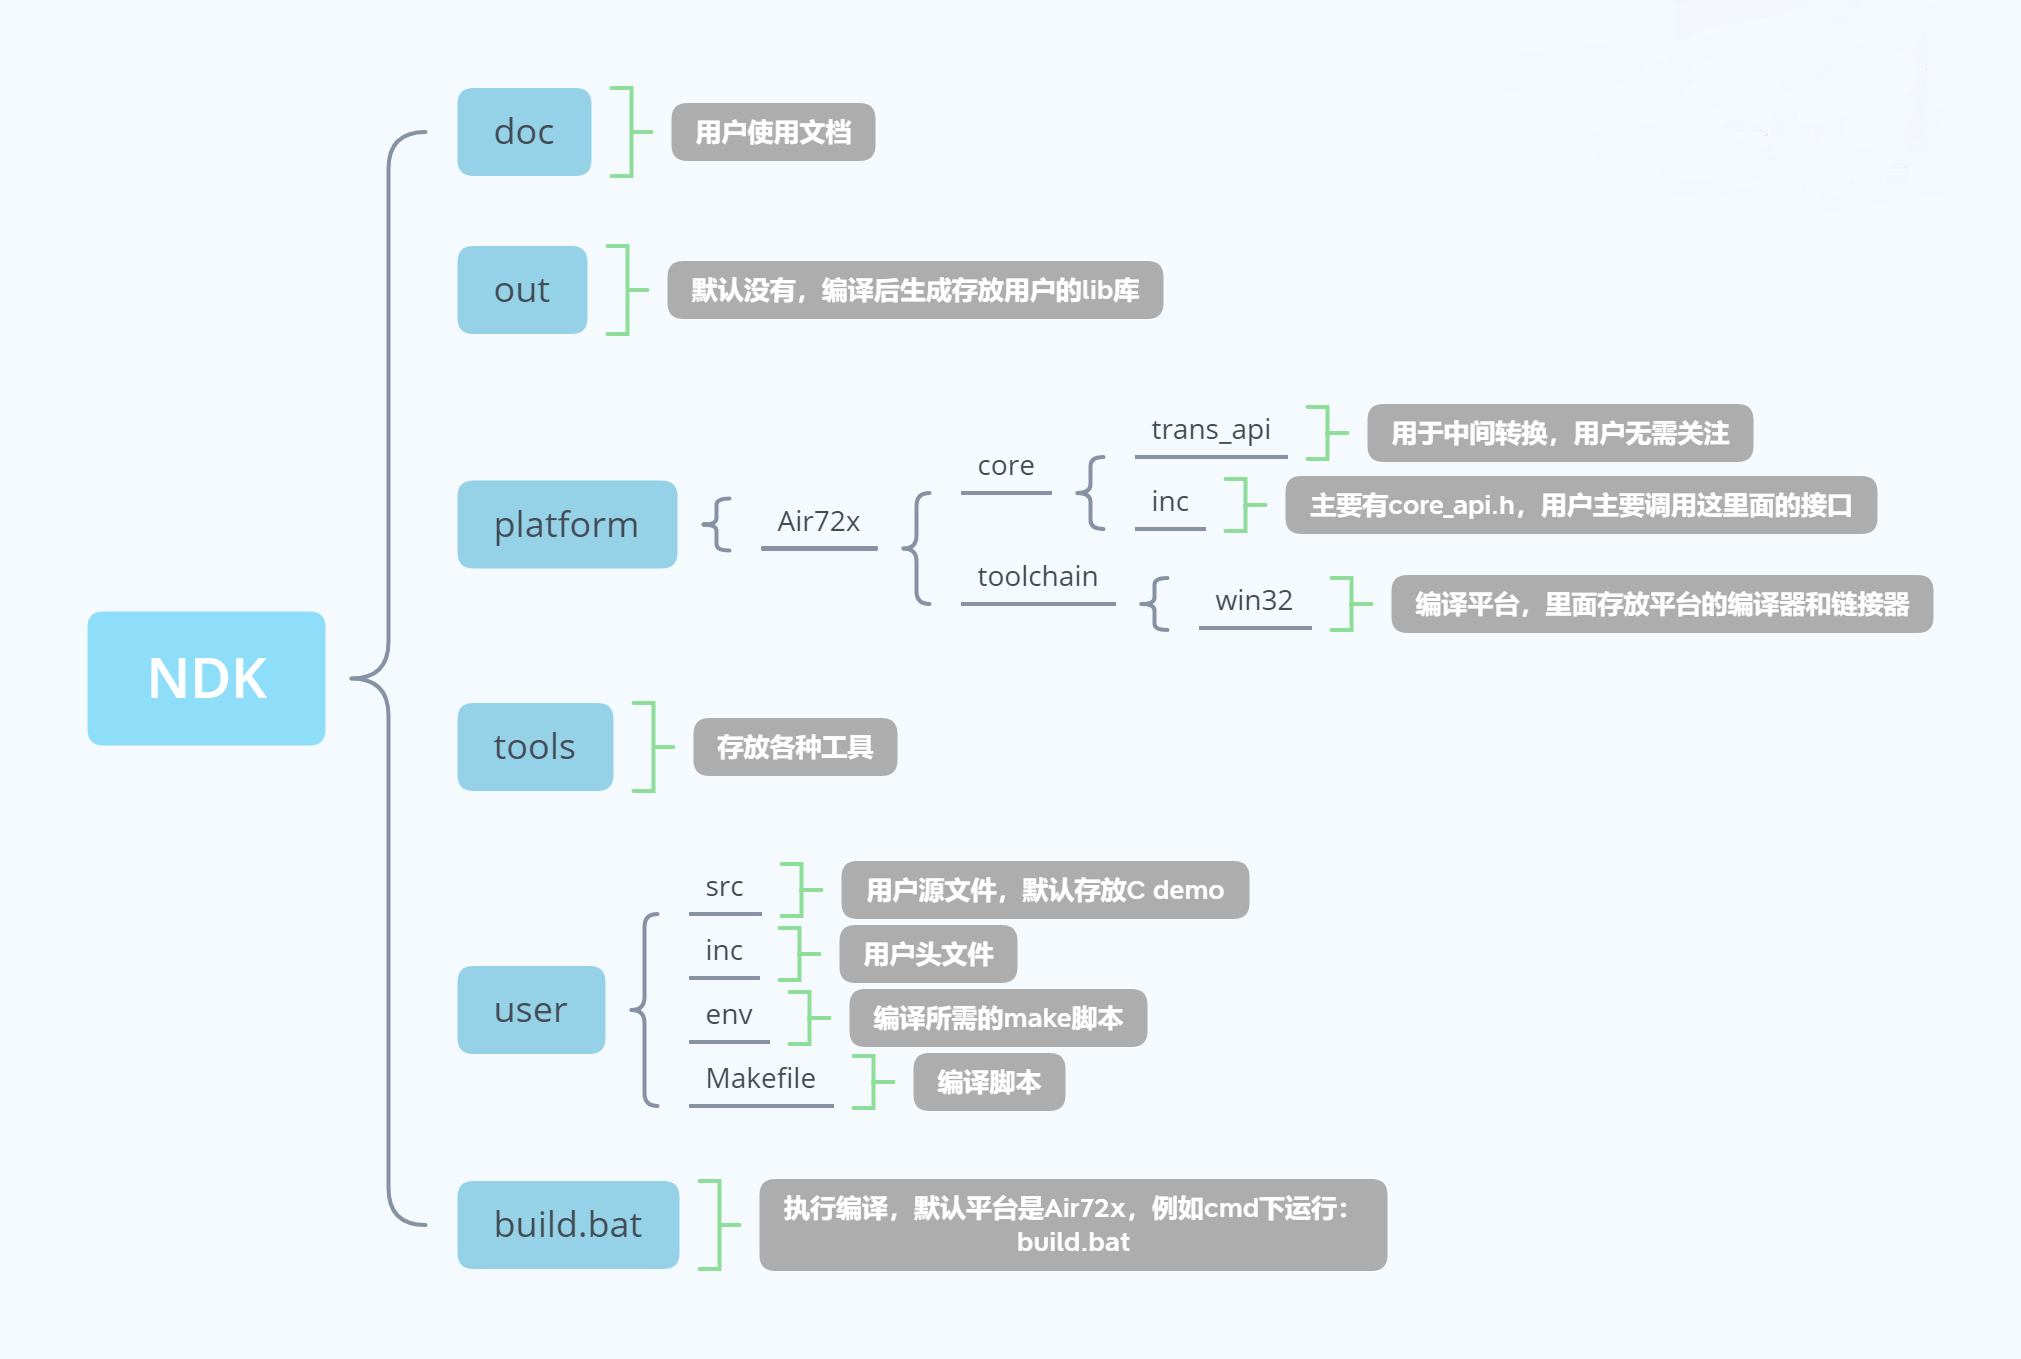 NDK
doc
用户使用文档
out
默认没有，编译后生成存放用户的lib库
platform
Air72x
core
trans_api
用于中间转换，用户无需关注
inc
主要有core_api.h，用户主要调用这里面的接口
toolchain
win32
编译平台，里面存放平台的编译器和链接器
tools
存放各种工具
user
src
用户源文件，默认存放C demo
inc
用户头文件
env
编译所需的make脚本
Makefile
编译脚本
build.bat
执行编译，默认平台是Air72x，例如cmd下运行：
build.bat